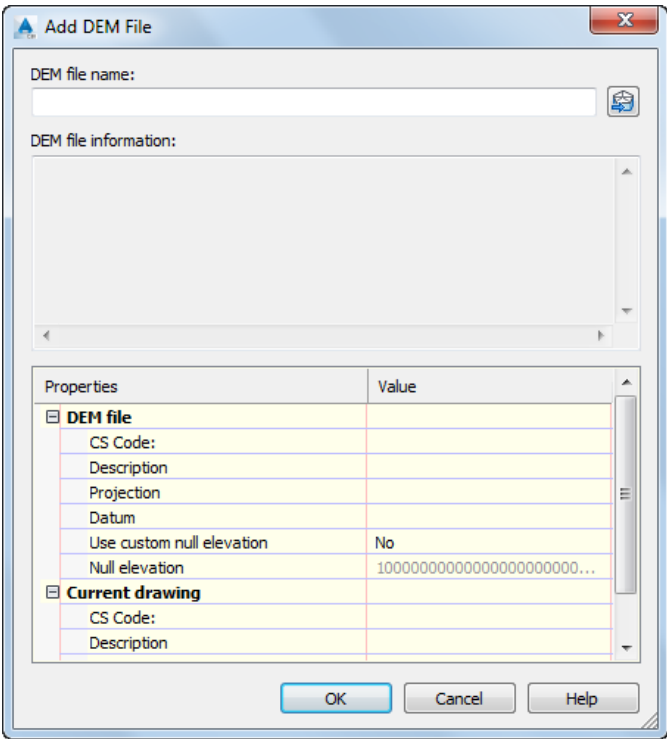 Add DEM File
DEM file name:
DEM file information:
Properties Value
DEM file
CS Code:
Description
Projection
Datum
Use custom null elevation No
Null elevation 10000000000000000000000...
Current drawing
CS Code:
Description
OK Cancel Help